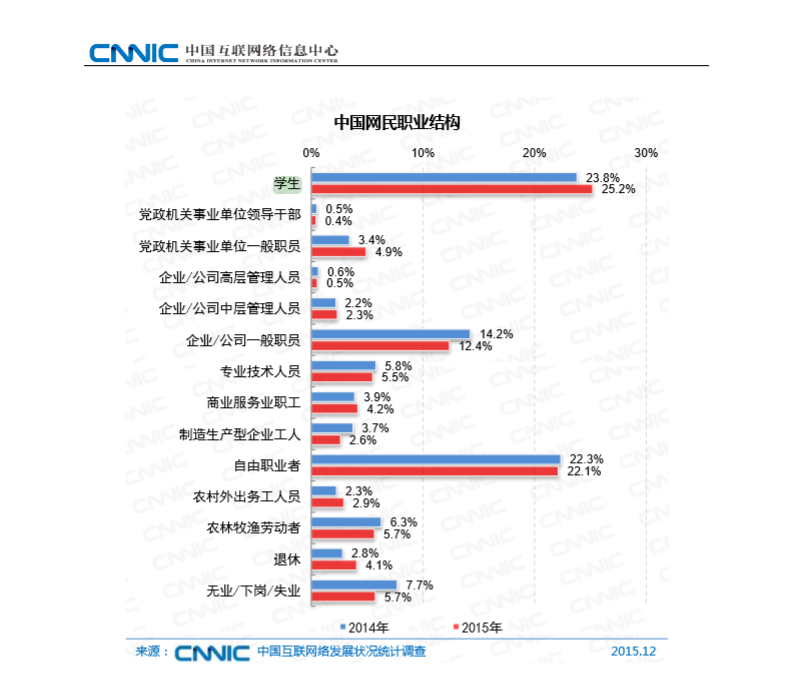 CNNIC 中国互联网络信息中心
CHINA INTERNET NETWORK INFORMATION CENTER
中国网民职业结构
0% 10% 20% 30%
学生 23.8%
25.2%
党政机关事业单位领导干部 0.5%
0.4%
党政机关事业单位一般职员 3.4%
4.9%
企业/公司高层管理人员 0.6%
0.5%
企业/公司中层管理人员 2.2%
2.3%
企业/公司一般职员 14.2%
12.4%
专业技术人员 5.8%
5.5%
商业服务业职工 3.9%
4.2%
制造生产型企业工人 3.7%
2.6%
自由职业者 22.3%
22.1%
农村外出务工人员 2.3%
2.9%
农林牧渔劳动者 6.3%
5.7%
退休 2.8%
4.1%
无业/下岗/失业 7.7%
5.7%
2014年 2015年
来源： CNNIC 中国互联网络发展状况统计调查 2015.12